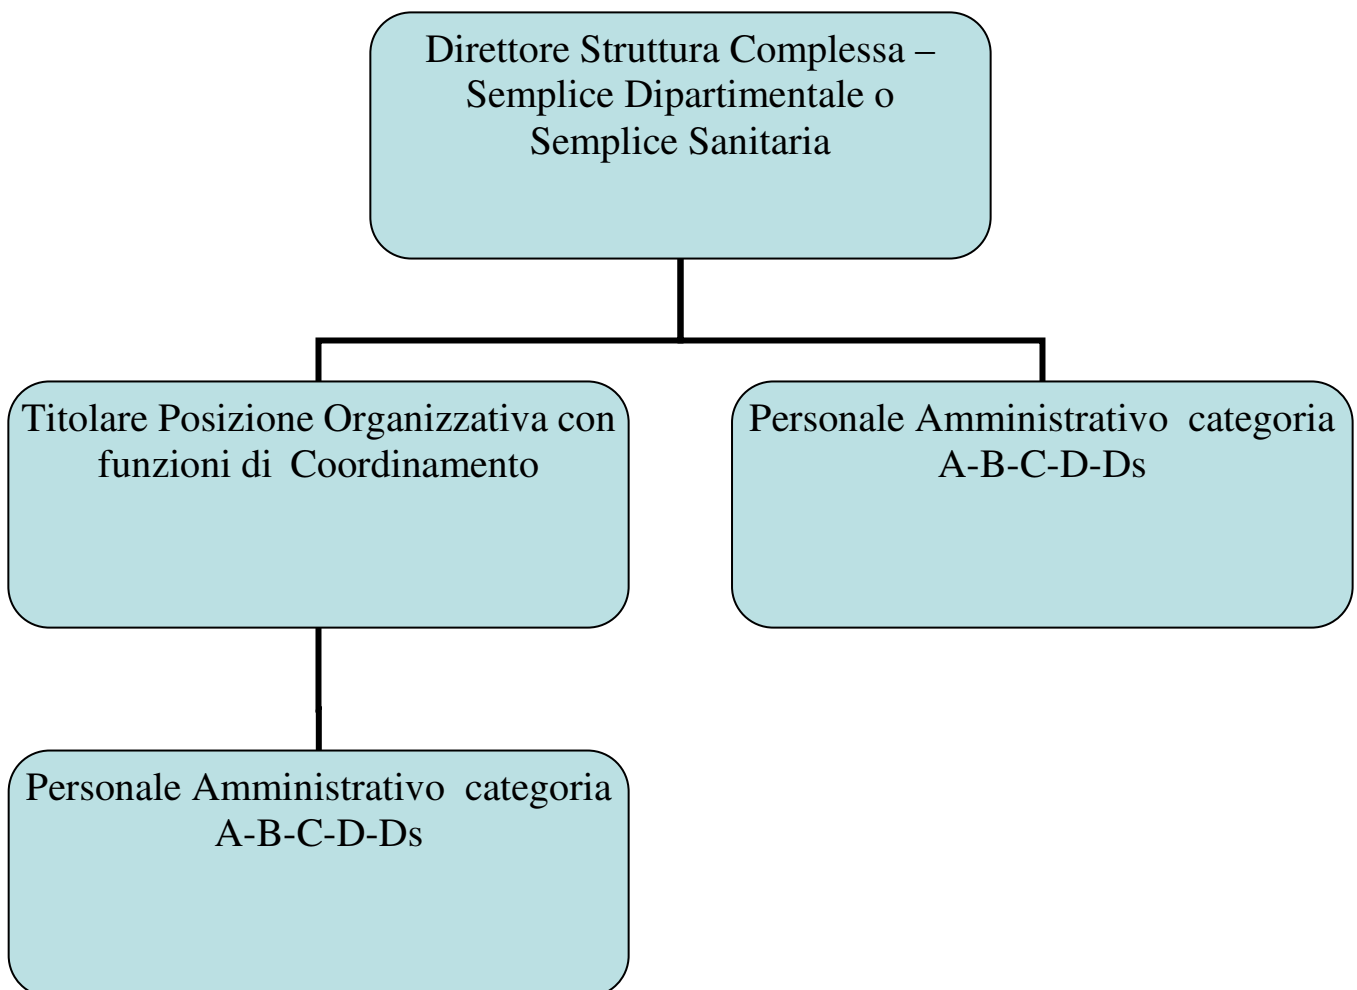 Direttore Struttura Complessa –
Semplice Dipartimentale o
Semplice Sanitaria
Titolare Posizione Organizzativa con
funzioni di  Coordinamento
Personale Amministrativo  categoria
A-B-C-D-Ds
Personale Amministrativo  categoria
A-B-C-D-Ds